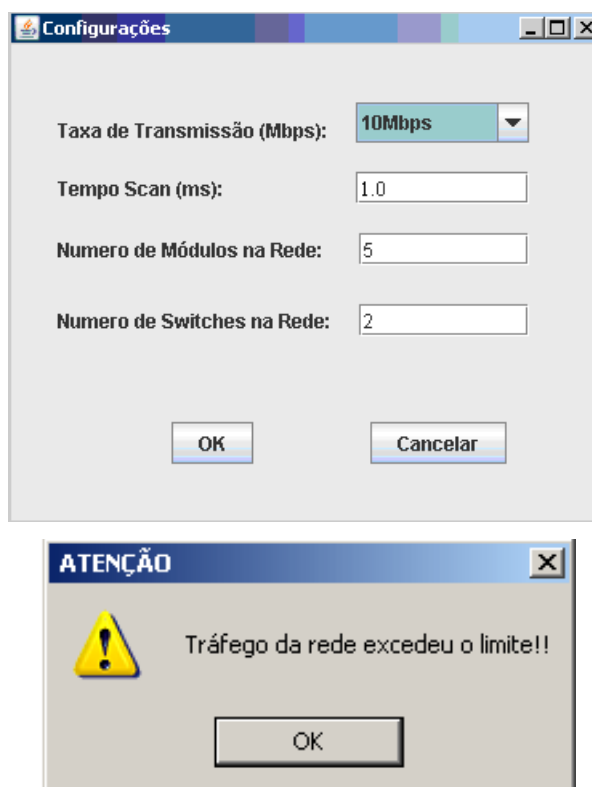 Configurações
Taxa de Transmissão (Mbps): 10Mbps
Tempo Scan (ms): 1.0
Numero de Módulos na Rede: 5
Numero de Switches na Rede: 2
OK Cancelar
ATENÇÃO
Tráfego da rede excedeu o limite!!
OK